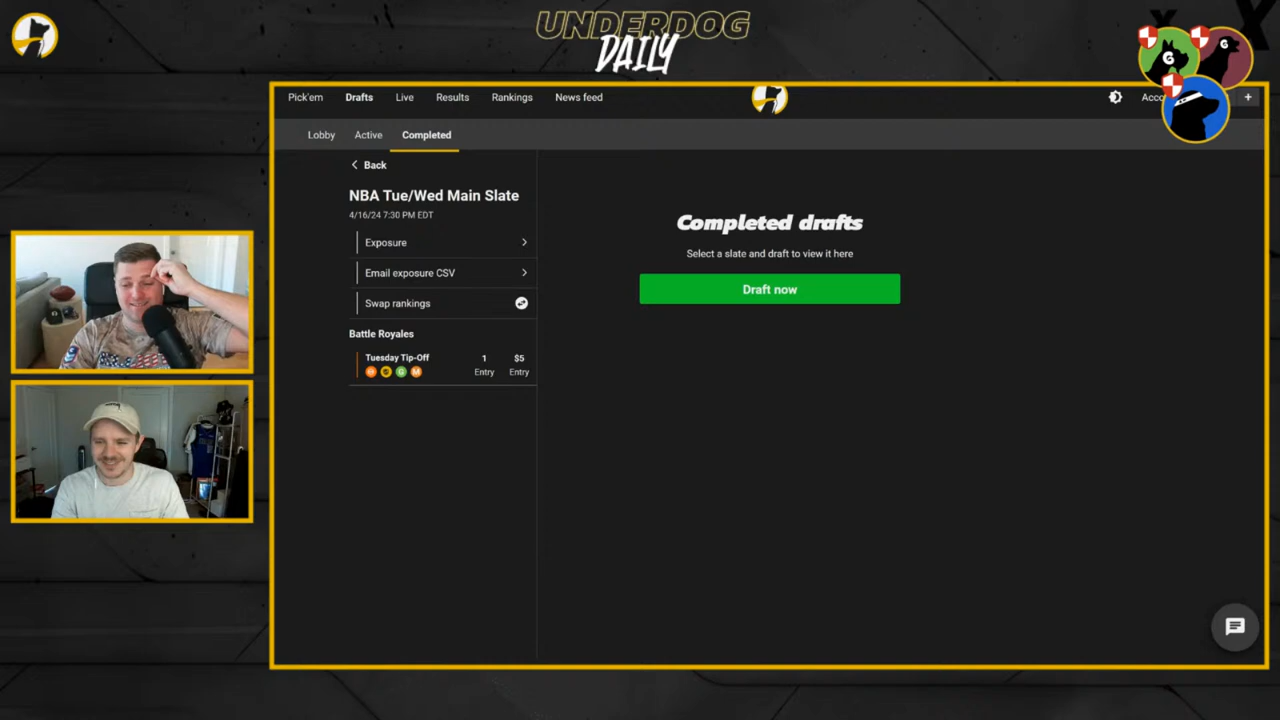 UNDERDOG
DAILY
Pick'em
Drafts
Live
Results
Rankings
News feed
G
G
Lobby
Active
Completed
Back
NBA Tue/Wed Main Slate
4/16/24 7:30 PM EDT
Exposure
Email exposure CSV
Swap rankings
Battle Royales
Tuesday Tip-Off
1
$5
G
M
Entry
Entry
Completed drafts
Select a slate and draft to view it here
Draft now